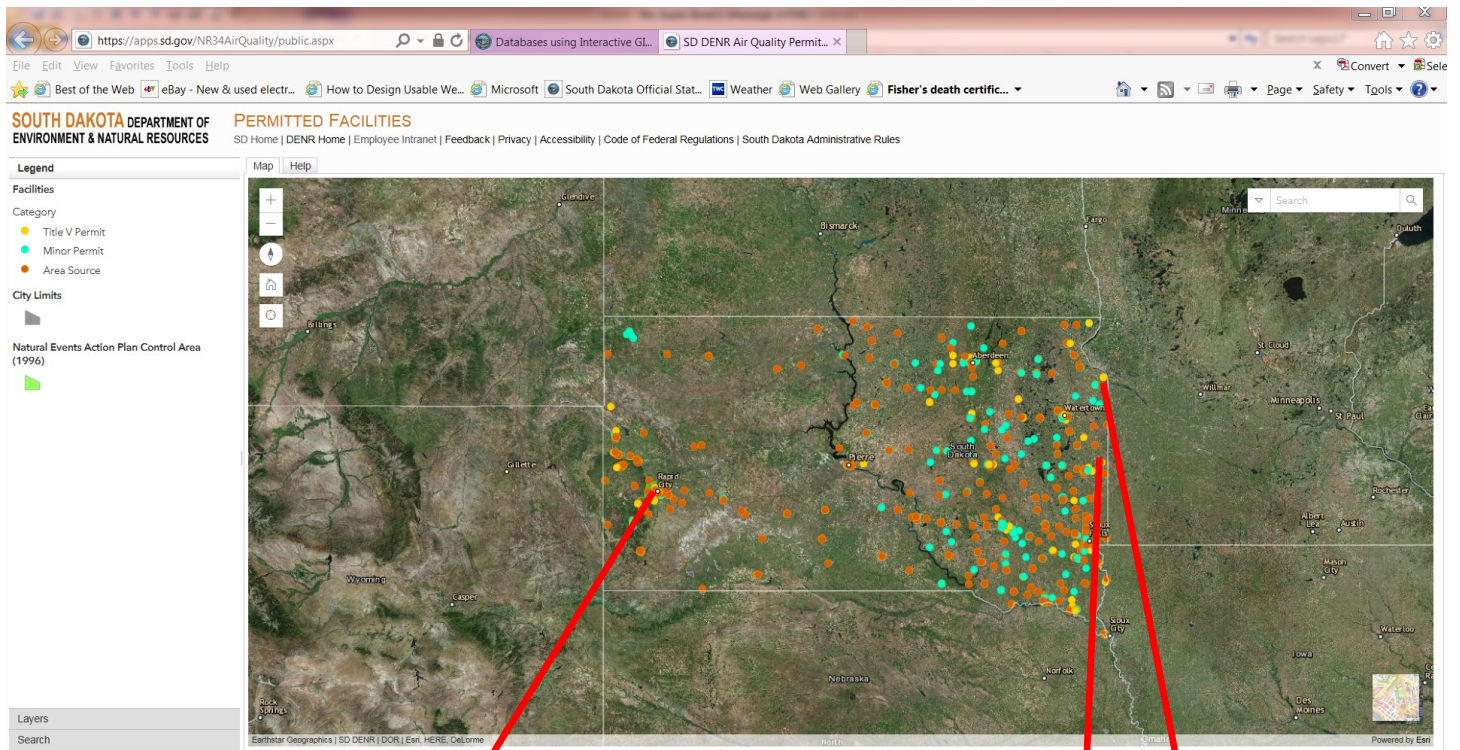 https://apps.sd.gov/NR34AirQuality/public.aspx
Databases using Interactive GI...
SD DENR Air Quality Permit...
File Edit View Favorites Tools Help
Convert
Sele
Best of the Web
eBay - New & used electr...
How to Design Usable We...
Microsoft
South Dakota Official Stat...
Weather
Web Gallery
Fisher's death certific...
Page
Safety
Tools
SOUTH DAKOTA DEPARTMENT OF
ENVIRONMENT & NATURAL RESOURCES
PERMITTED FACILITIES
SD Home | DENR Home | Employee Intranet | Feedback | Privacy | Accessibility | Code of Federal Regulations | South Dakota Administrative Rules
Legend
Map
Help
Facilities
Category
Title V Permit
Minor Permit
Area Source
City Limits
Natural Events Action Plan Control Area
(1996)
Layers
Search
Search
Glendive
Bismarck
Fargo
Minne
Duluth
Billings
Aberdeen
St Cloud
Willmar
Minneapolis
St Paul
Eau
Clair
Watertown
South
Dakota
Pierre
Gillette
Rapid
City
Rochester
Albert
Lea
Austin
Sioux
Mason
City
Wyoming
Casper
Sioux
City
Waterloo
Iowa
Norfolk
Nebraska
Rock
Springs
Des
Moines
North
Omaha
Earthstar Geographics | SD DENR | DOR | Esri, HERE, DeLorme
Powered by Esri